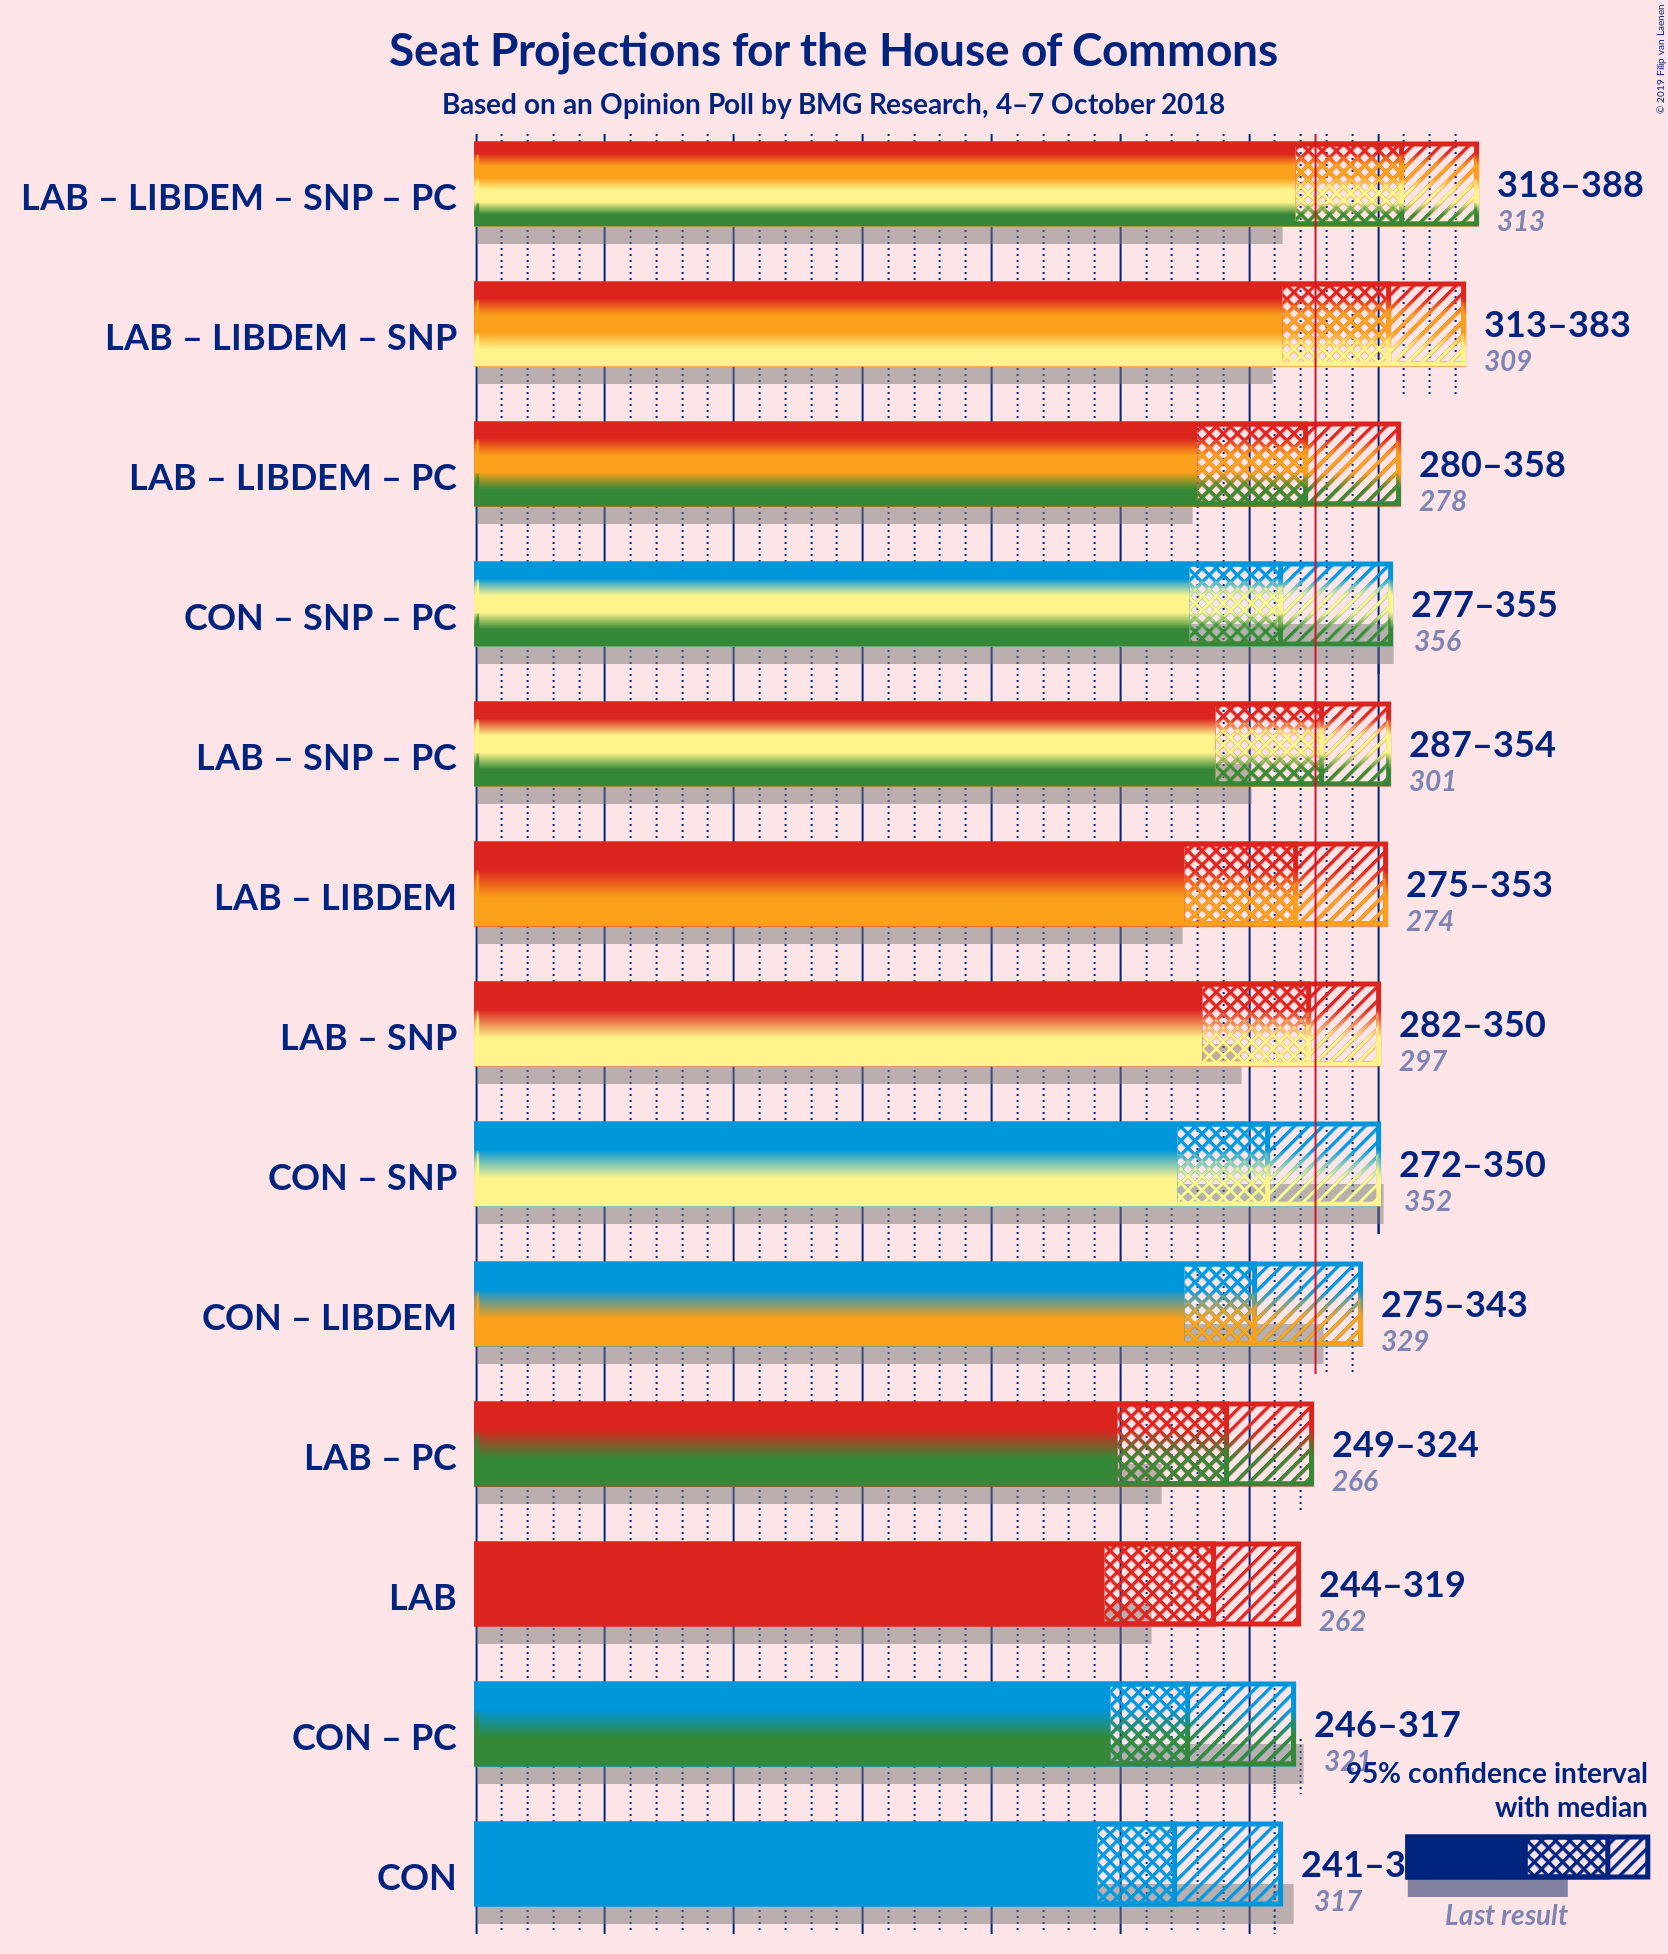 © 2019 Filip van Laenen
Seat Projections for the House of Commons
Based on an Opinion Poll by BMG Research, 4–7 October 2018
LAB – LIBDEM – SNP – PC
318–388
313
LAB – LIBDEM – SNP
313–383
309
LAB – LIBDEM – PC
280–358
278
CON – SNP – PC
277–355
356
LAB – SNP – PC
287–354
301
LAB – LIBDEM
275–353
274
LAB – SNP
282–350
297
CON – SNP
272–350
352
CON – LIBDEM
275–343
329
LAB – PC
249–324
266
LAB
244–319
262
CON – PC
246–317
321
95% confidence interval
with median
CON
241–3
317
Last result